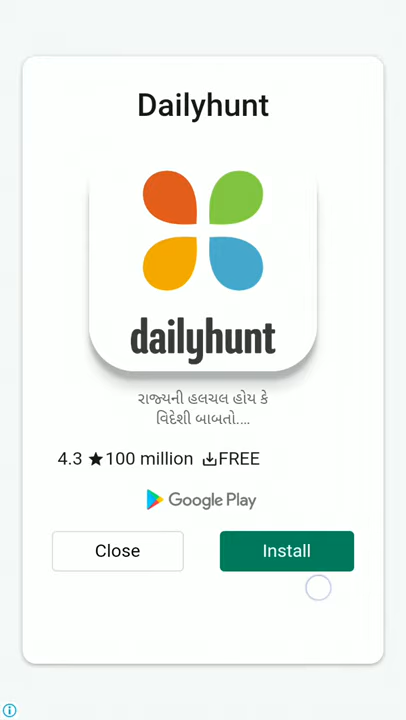 Dailyhunt
dailyhunt
રાજ્યની હલચલ હોય કે
વિદેશી બાબતો....
4.3 ★100 million FREE
Google Play
Close Install